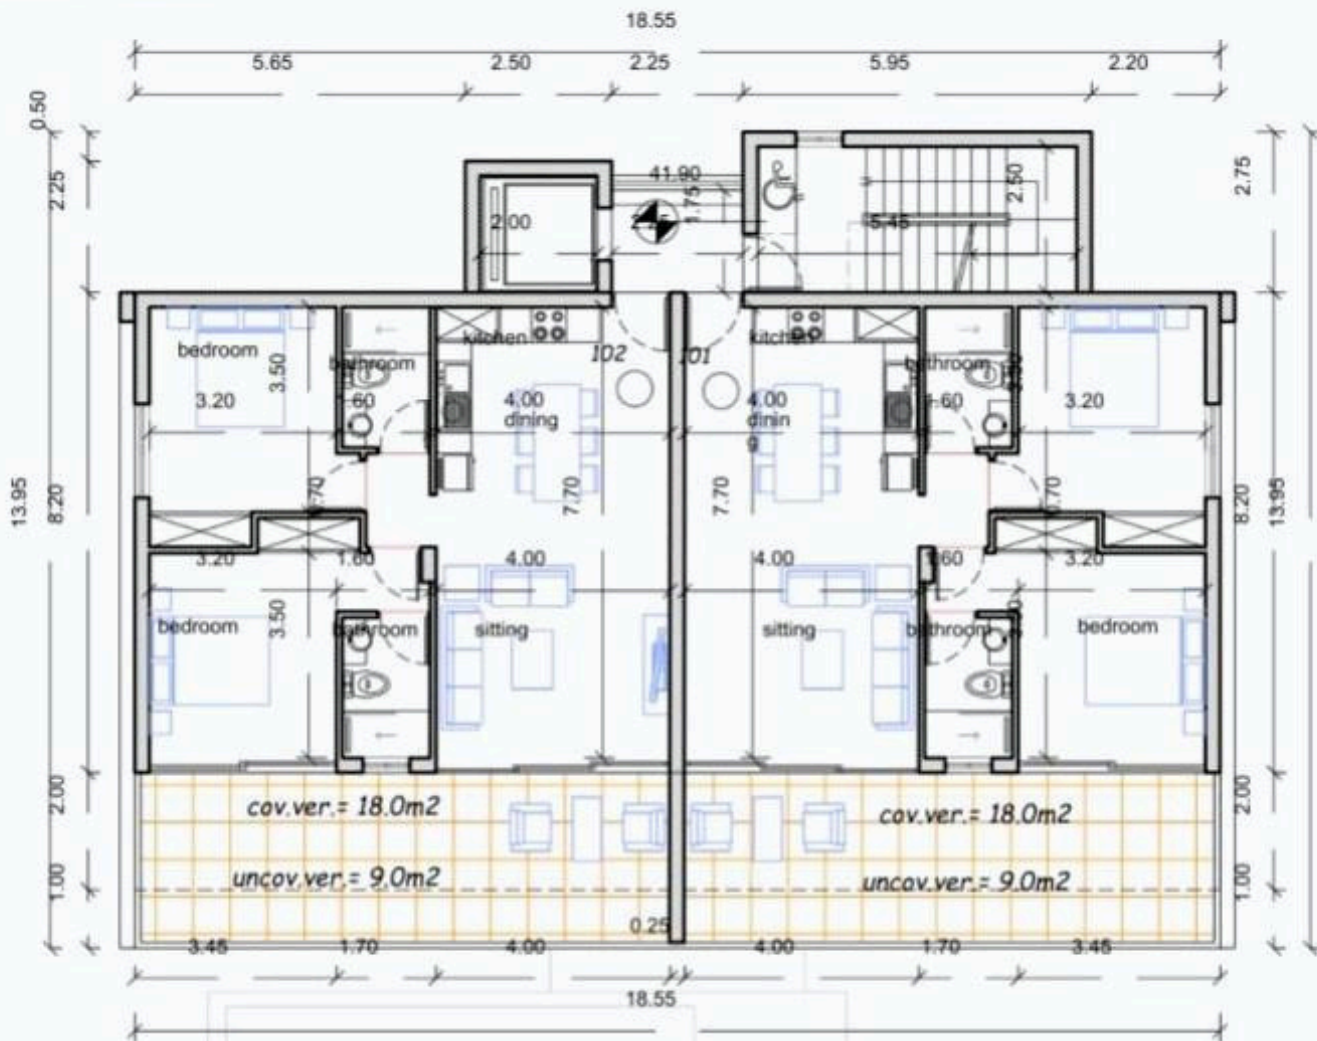 18.55
5.65 2.50 2.25 5.95 2.20
0.50
2.25
41.90
1.75
2.50
2.75
2.00
5.45
bedroom
kitchen
102
101
kitchen
bathroom
bathroom
3.50
3.20
1.60
4.00
dining
4.00
dinin
g
1.60
3.20
13.95
8.20
7.70
7.70
8.20
13.95
3.20
1.60
4.00
4.00
1.60
3.20
3.50
bedroom
bathroom
sitting
sitting
bathroom
bedroom
2.00
cov.ver.= 18.0m2
cov.ver.= 18.0m2
2.00
1.00
uncov.ver.= 9.0m2
uncov.ver.= 9.0m2
1.00
0.25
3.45 1.70 4.00 4.00 1.70 3.45
18.55